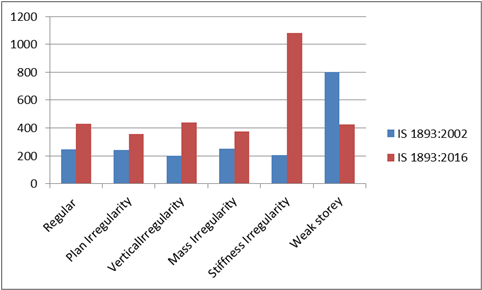 1200
1000
800
600
400
200
0
Regular
Plan Irregularity
VerticalIrregularity
Mass Irregularity
Stiffness Irregularity
Weak storey
IS 1893:2002
IS 1893:2016